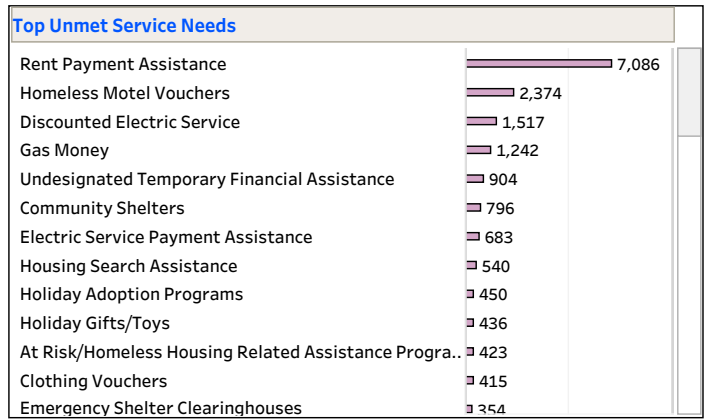 Top Unmet Service Needs
Rent Payment Assistance 7,086
Homeless Motel Vouchers 2,374
Discounted Electric Service 1,517
Gas Money 1,242
Undesignated Temporary Financial Assistance 904
Community Shelters 796
Electric Service Payment Assistance 683
Housing Search Assistance 540
Holiday Adoption Programs 450
Holiday Gifts/Toys 436
At Risk/Homeless Housing Related Assistance Progra.. 423
Clothing Vouchers 415
Emergency Shelter Clearinghouses 354